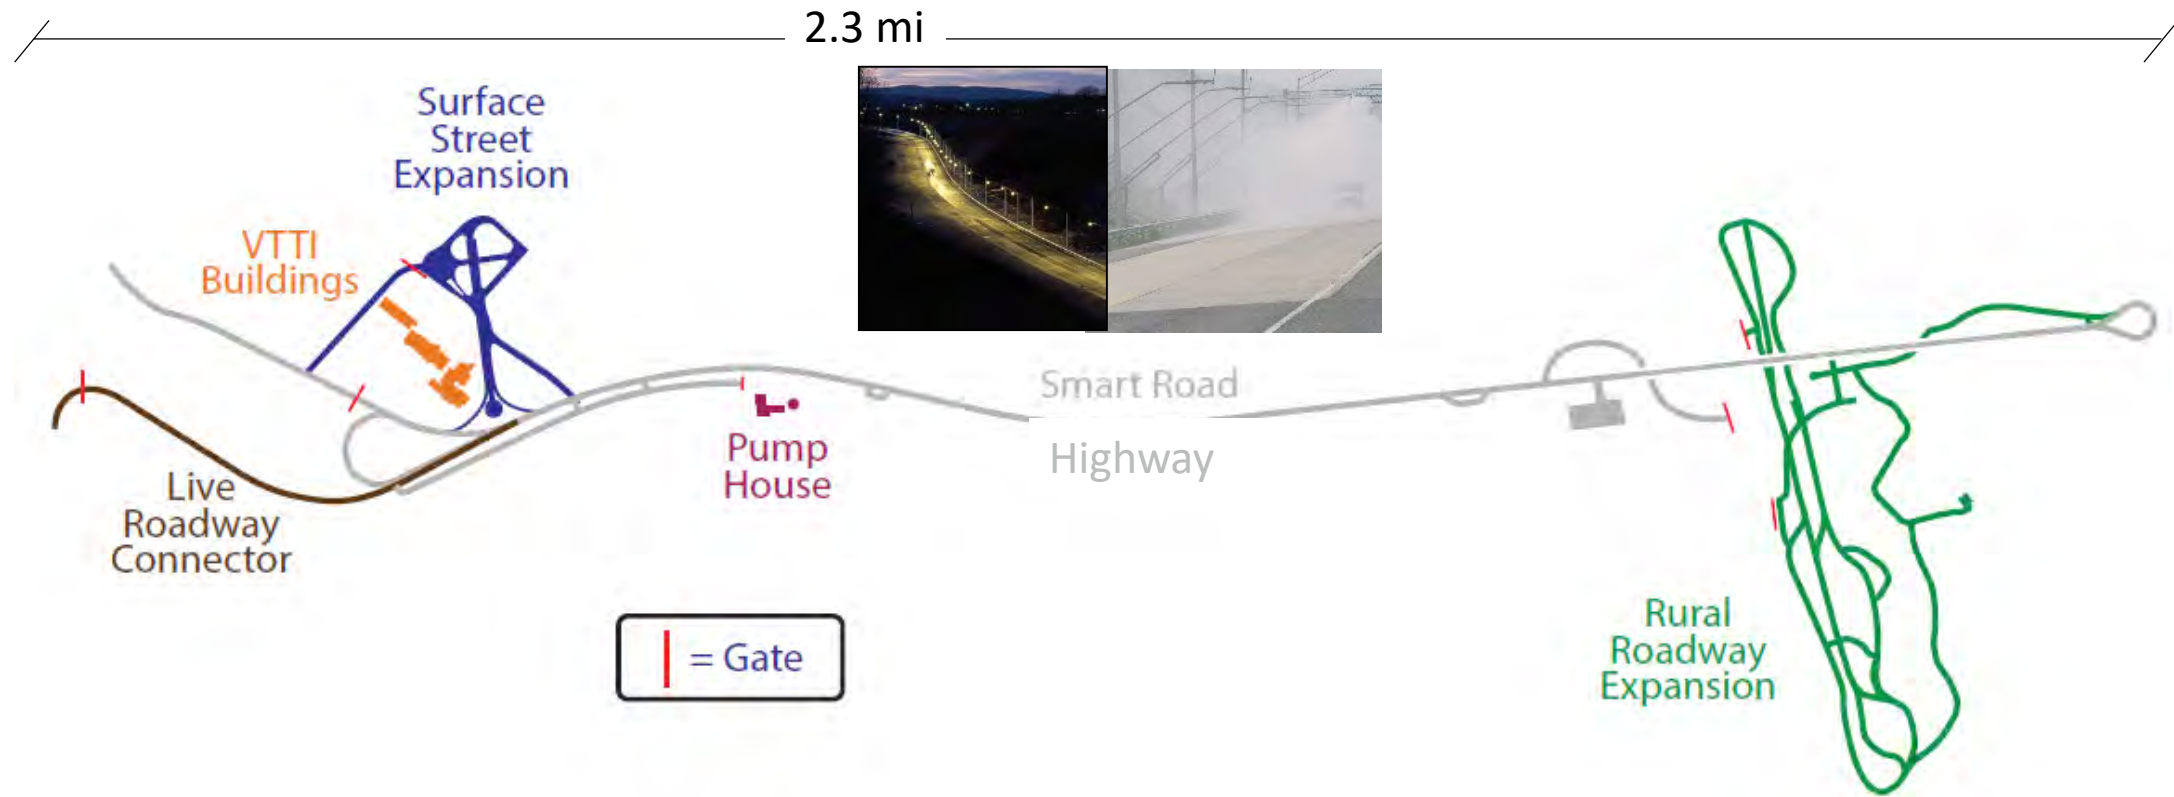 2.3 mi
Surface
Street
Expansion
VTTI
Buildings
Smart Road
Highway
Pump
House
Live
Roadway
Connector
= Gate
Rural
Roadway
Expansion